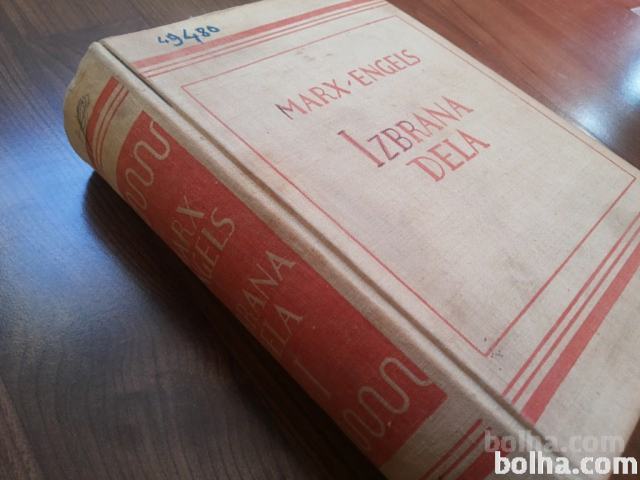 49480
MARX·ENGELS
IZBRANA
DELA
MARX
ENGELS
IZBRANA
DELA
I
bolha.com
bolha.com